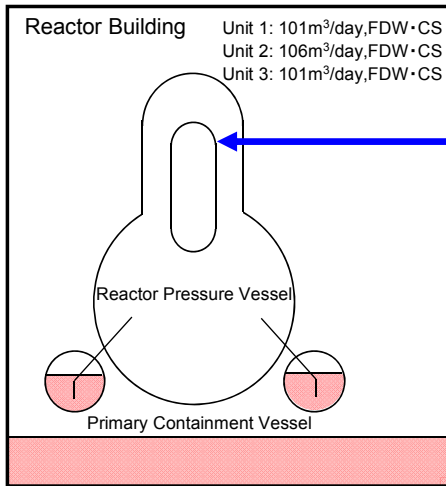 Reactor Building
Unit 1: 101m³/day,FDW・CS
Unit 2: 106m³/day,FDW・CS
Unit 3: 101m³/day,FDW・CS
Reactor Pressure Vessel
Primary Containment Vessel